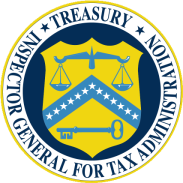 TREASURY
INSPECTOR GENERAL FOR TAX ADMINISTRATION